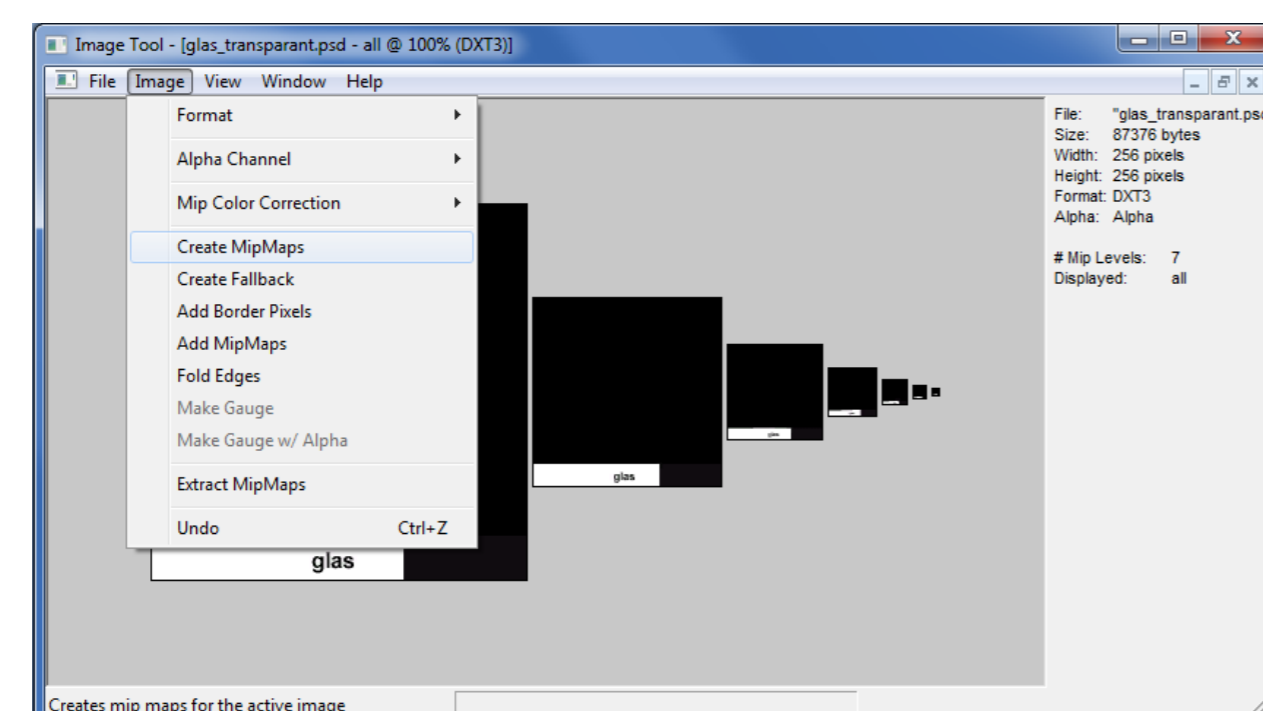 Image Tool - [glas_transparant.psd - all @ 100% (DXT3)]
File Image View Window Help
Format
Alpha Channel
Mip Color Correction
Create MipMaps
Create Fallback
Add Border Pixels
Add MipMaps
Fold Edges
Make Gauge
Make Gauge w/ Alpha
Extract MipMaps
Undo Ctrl+Z
glas
glas
glas
File: "glas_transparant.psd
Size: 87376 bytes
Width: 256 pixels
Height: 256 pixels
Format: DXT3
Alpha: Alpha
# Mip Levels: 7
Displayed: all
Creates mip maps for the active image